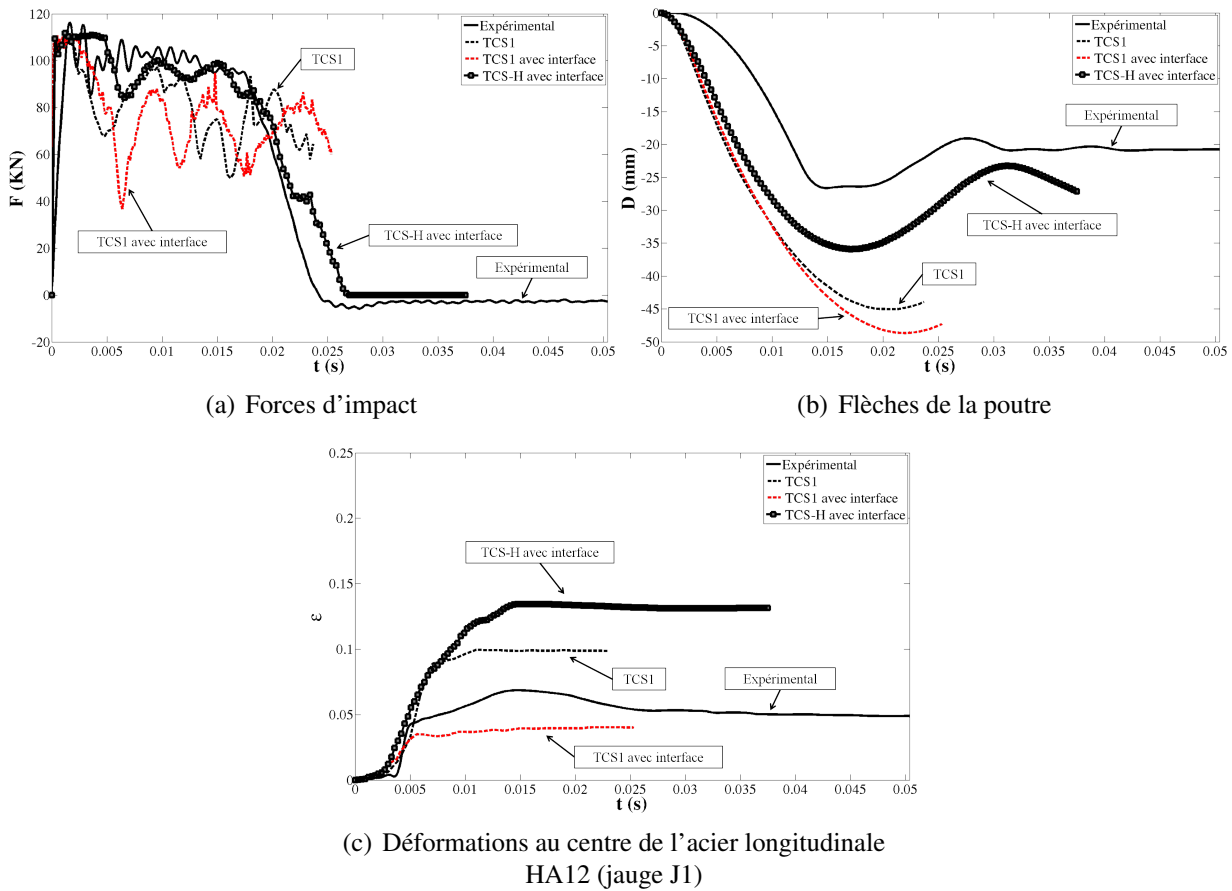 120
100
80
60
40
20
0
-20
F (KN)
0
0.005
0.01
0.015
0.02
0.025
0.03
0.035
0.04
0.045
0.05
t (s)
Expérimental
TCS1
TCS1 avec interface
TCS-H avec interface
TCS1
TCS1 avec interface
TCS-H avec interface
Expérimental
(a) Forces d'impact
0
-5
-10
-15
-20
-25
-30
-35
-40
-45
-50
D (mm)
0
0.005
0.01
0.015
0.02
0.025
0.03
0.035
0.04
0.045
0.05
t (s)
Expérimental
TCS1
TCS1 avec interface
TCS-H avec interface
Expérimental
TCS-H avec interface
TCS1
TCS1 avec interface
(b) Flèches de la poutre
0.25
0.2
0.15
0.1
0.05
0
ε
0
0.005
0.01
0.015
0.02
0.025
0.03
0.035
0.04
0.045
0.05
t (s)
Expérimental
TCS1
TCS1 avec interface
TCS-H avec interface
TCS-H avec interface
TCS1
Expérimental
TCS1 avec interface
(c) Déformations au centre de l'acier longitudinale
HA12 (jauge J1)